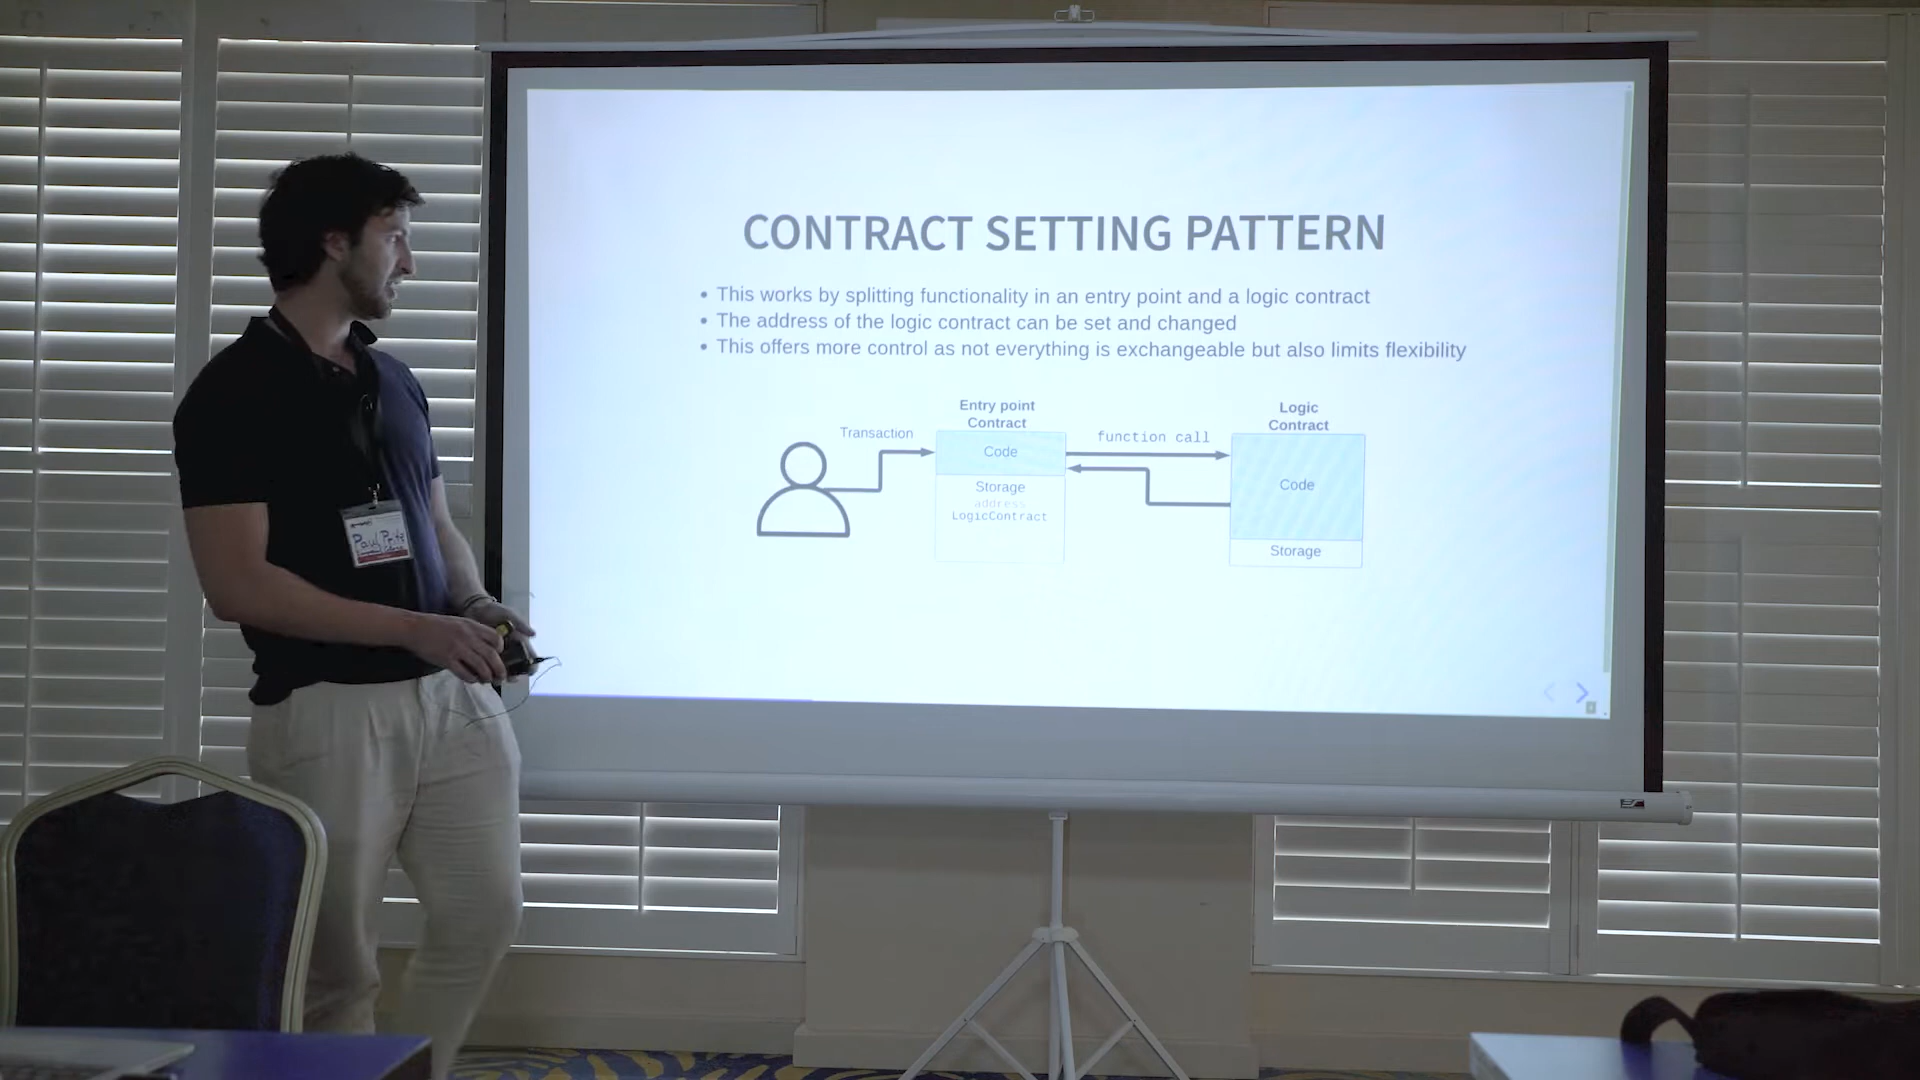 CONTRACT SETTING PATTERN
• This works by splitting functionality in an entry point and a logic contract
• The address of the logic contract can be set and changed
• This offers more control as not everything is exchangeable but also limits flexibility
Entry point
Contract
Logic
Contract
Transaction
function call
Code
Storage
address
LogicContract
Code
Storage
Paul